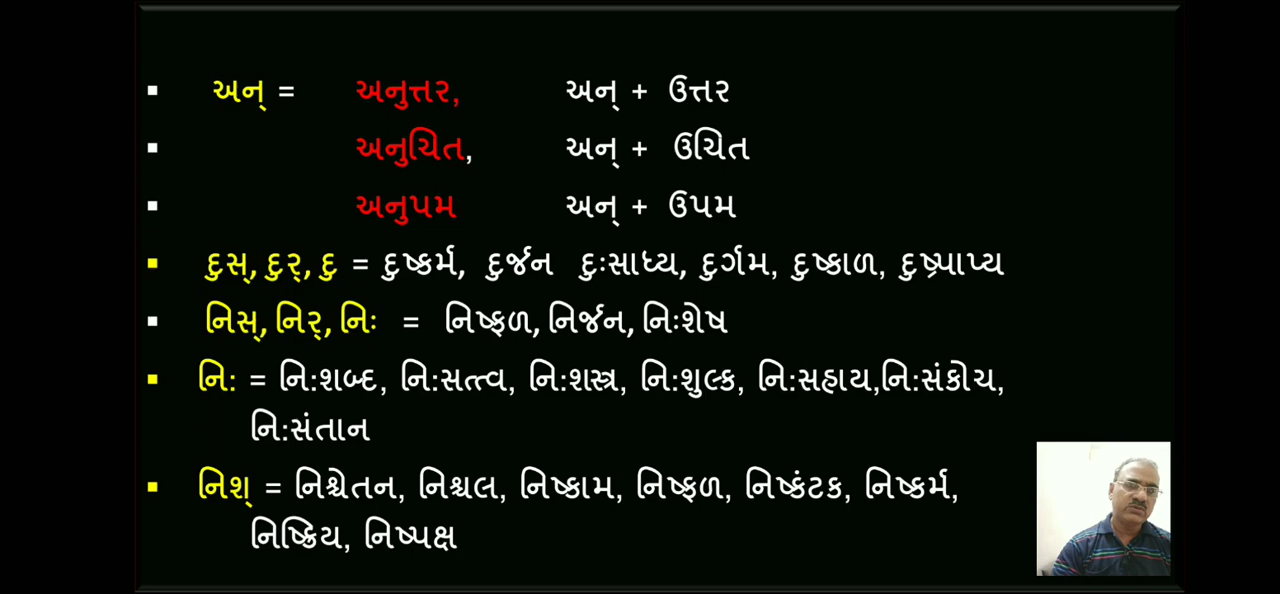 ▪ અન્ = અનુત્તર, અન્ + ઉત્તર
▪ અનુચિત, અન્ + ઉચિત
▪ અનુપમ અન્ + ઉપમ
▪ દુસ્, દુર્, દુ = દુષ્કર્મ, દુર્જન દુઃસાધ્ય, દુર્ગમ, દુષ્કાળ, દુષ્પ્રાપ્ય
▪ નિસ્, નિર્, નિઃ = નિષ્ફળ, નિર્જન, નિઃશેષ
▪ નિ: = નિ:શબ્દ, નિ:સત્ત્વ, નિ:શસ્ત્ર, નિ:શુલ્ક, નિ:સહાય,નિ:સંકોચ,
નિ:સંતાન
▪ નિશ્ = નિશ્ચેતન, નિશ્ચલ, નિષ્કામ, નિષ્ફળ, નિષ્કંટક, નિષ્કર્મ,
નિષ્ક્રિય, નિષ્પક્ષ